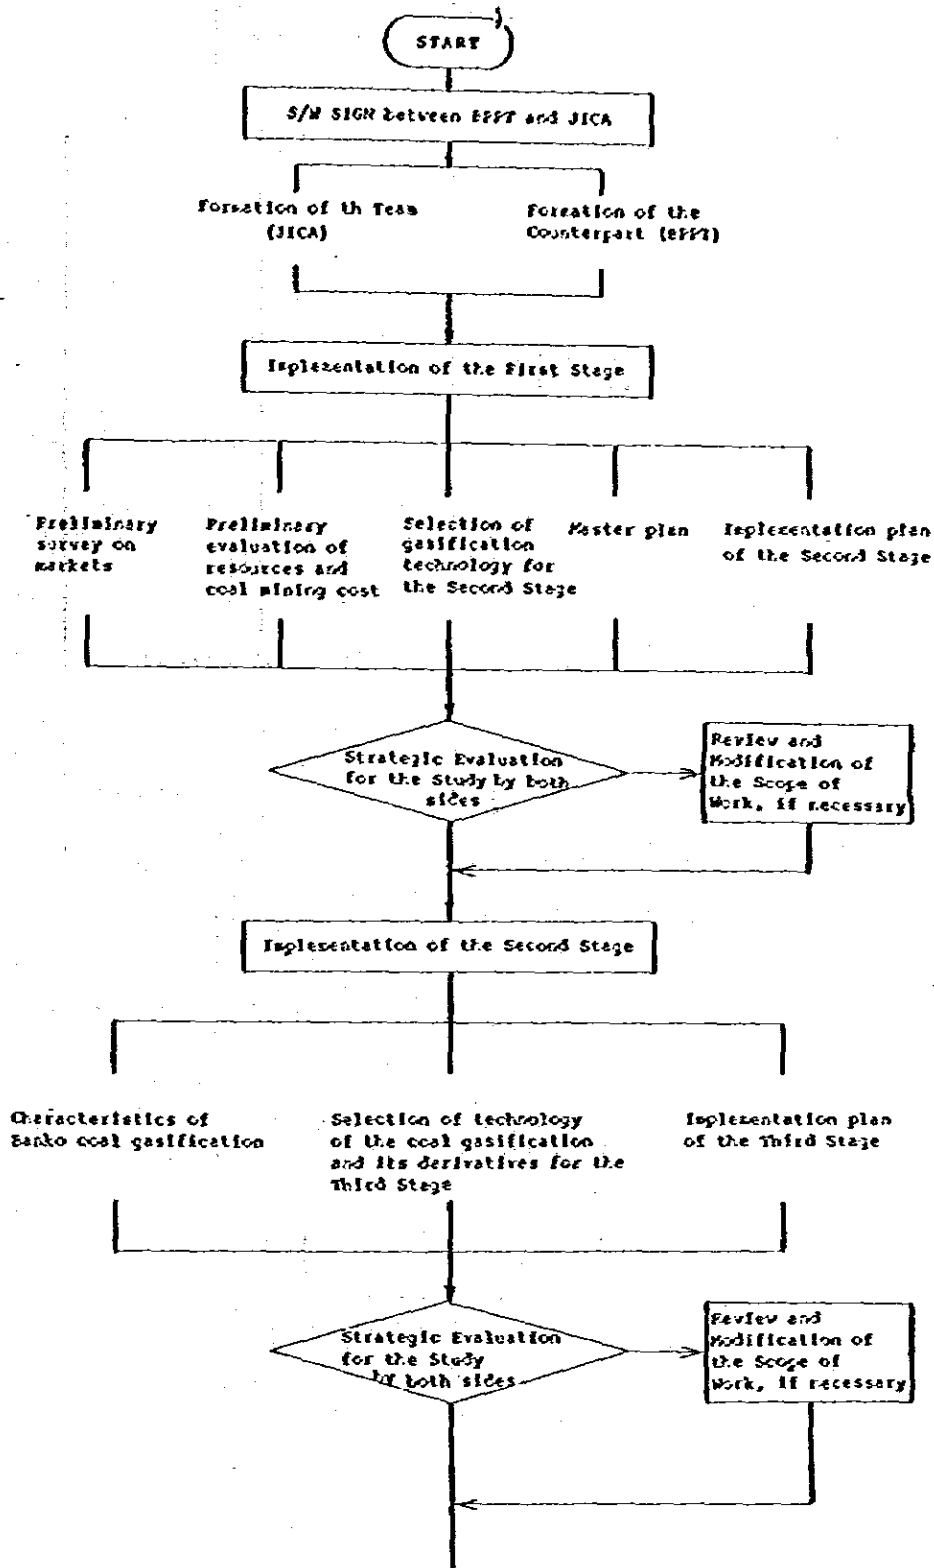 START
S/W SIGN between BPPT and JICA
Formation of th Team
(JICA)
Formation of the
Counterpart (BPPT)
Implementation of the First Stage
Preliminary
survey on
markets
Preliminary
evaluation of
resources and
coal mining cost
Selection of
gasification
technology for
the Second Stage
Master plan
Implementation plan
of the Second Stage
Strategic Evaluation
for the Study by both
sides
Review and
Modification of
the Scope of
Work, if necessary
Implementation of the Second Stage
Characteristics of
Banko coal gasification
Selection of technology
of the coal gasification
and its derivatives for the
Third Stage
Implementation plan
of the Third Stage
Strategic Evaluation
for the Study
by both sides
Review and
Modification of
the Scope of
Work, if necessary